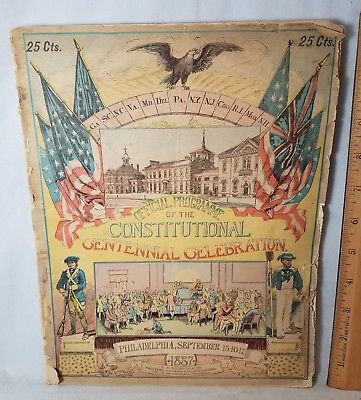 25 Cts. 25 Cts.
GA. S.C. N.C. VA. MD. DEL. PA. N.Y. N.J. CON. R.I. MASS. N.H.
OFFICIAL PROGRAMME
OF THE
CONSTITUTIONAL
CENTENNIAL CELEBRATION
PHILADELPHIA, SEPTEMBER 15·16·17.
1887